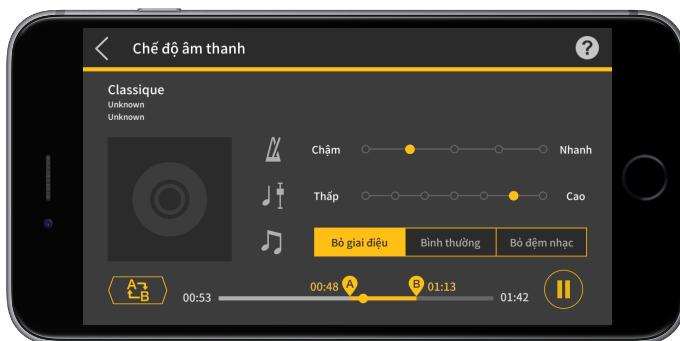 Chế độ âm thanh ?
Classique
Unknown
Unknown
Chậm Nhanh
Thấp Cao
Bỏ giai điệu Bình thường Bỏ đệm nhạc
A B
00:48 A B 01:13
00:53 01:42